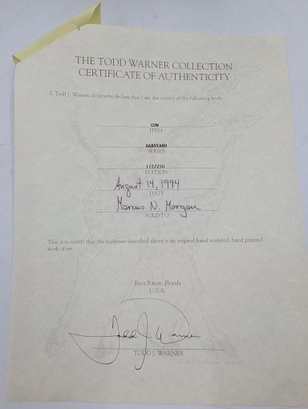 THE TODD WARNER COLLECTION
CERTIFICATE OF AUTHENTICITY
I, Todd J. Warner, do hereby declare that I am the creator of the following work
COW
ITEM
BARNYARD
SERIES
172/250
EDITION
August 14, 1994
DATE
Marcus N. Morgan
SOLD TO
This is to certify that the sculpture described above is an original hand sculpted, hand painted
work of art.
Boca Raton, Florida
U.S.A.
Todd J. Warner
TODD J. WARNER